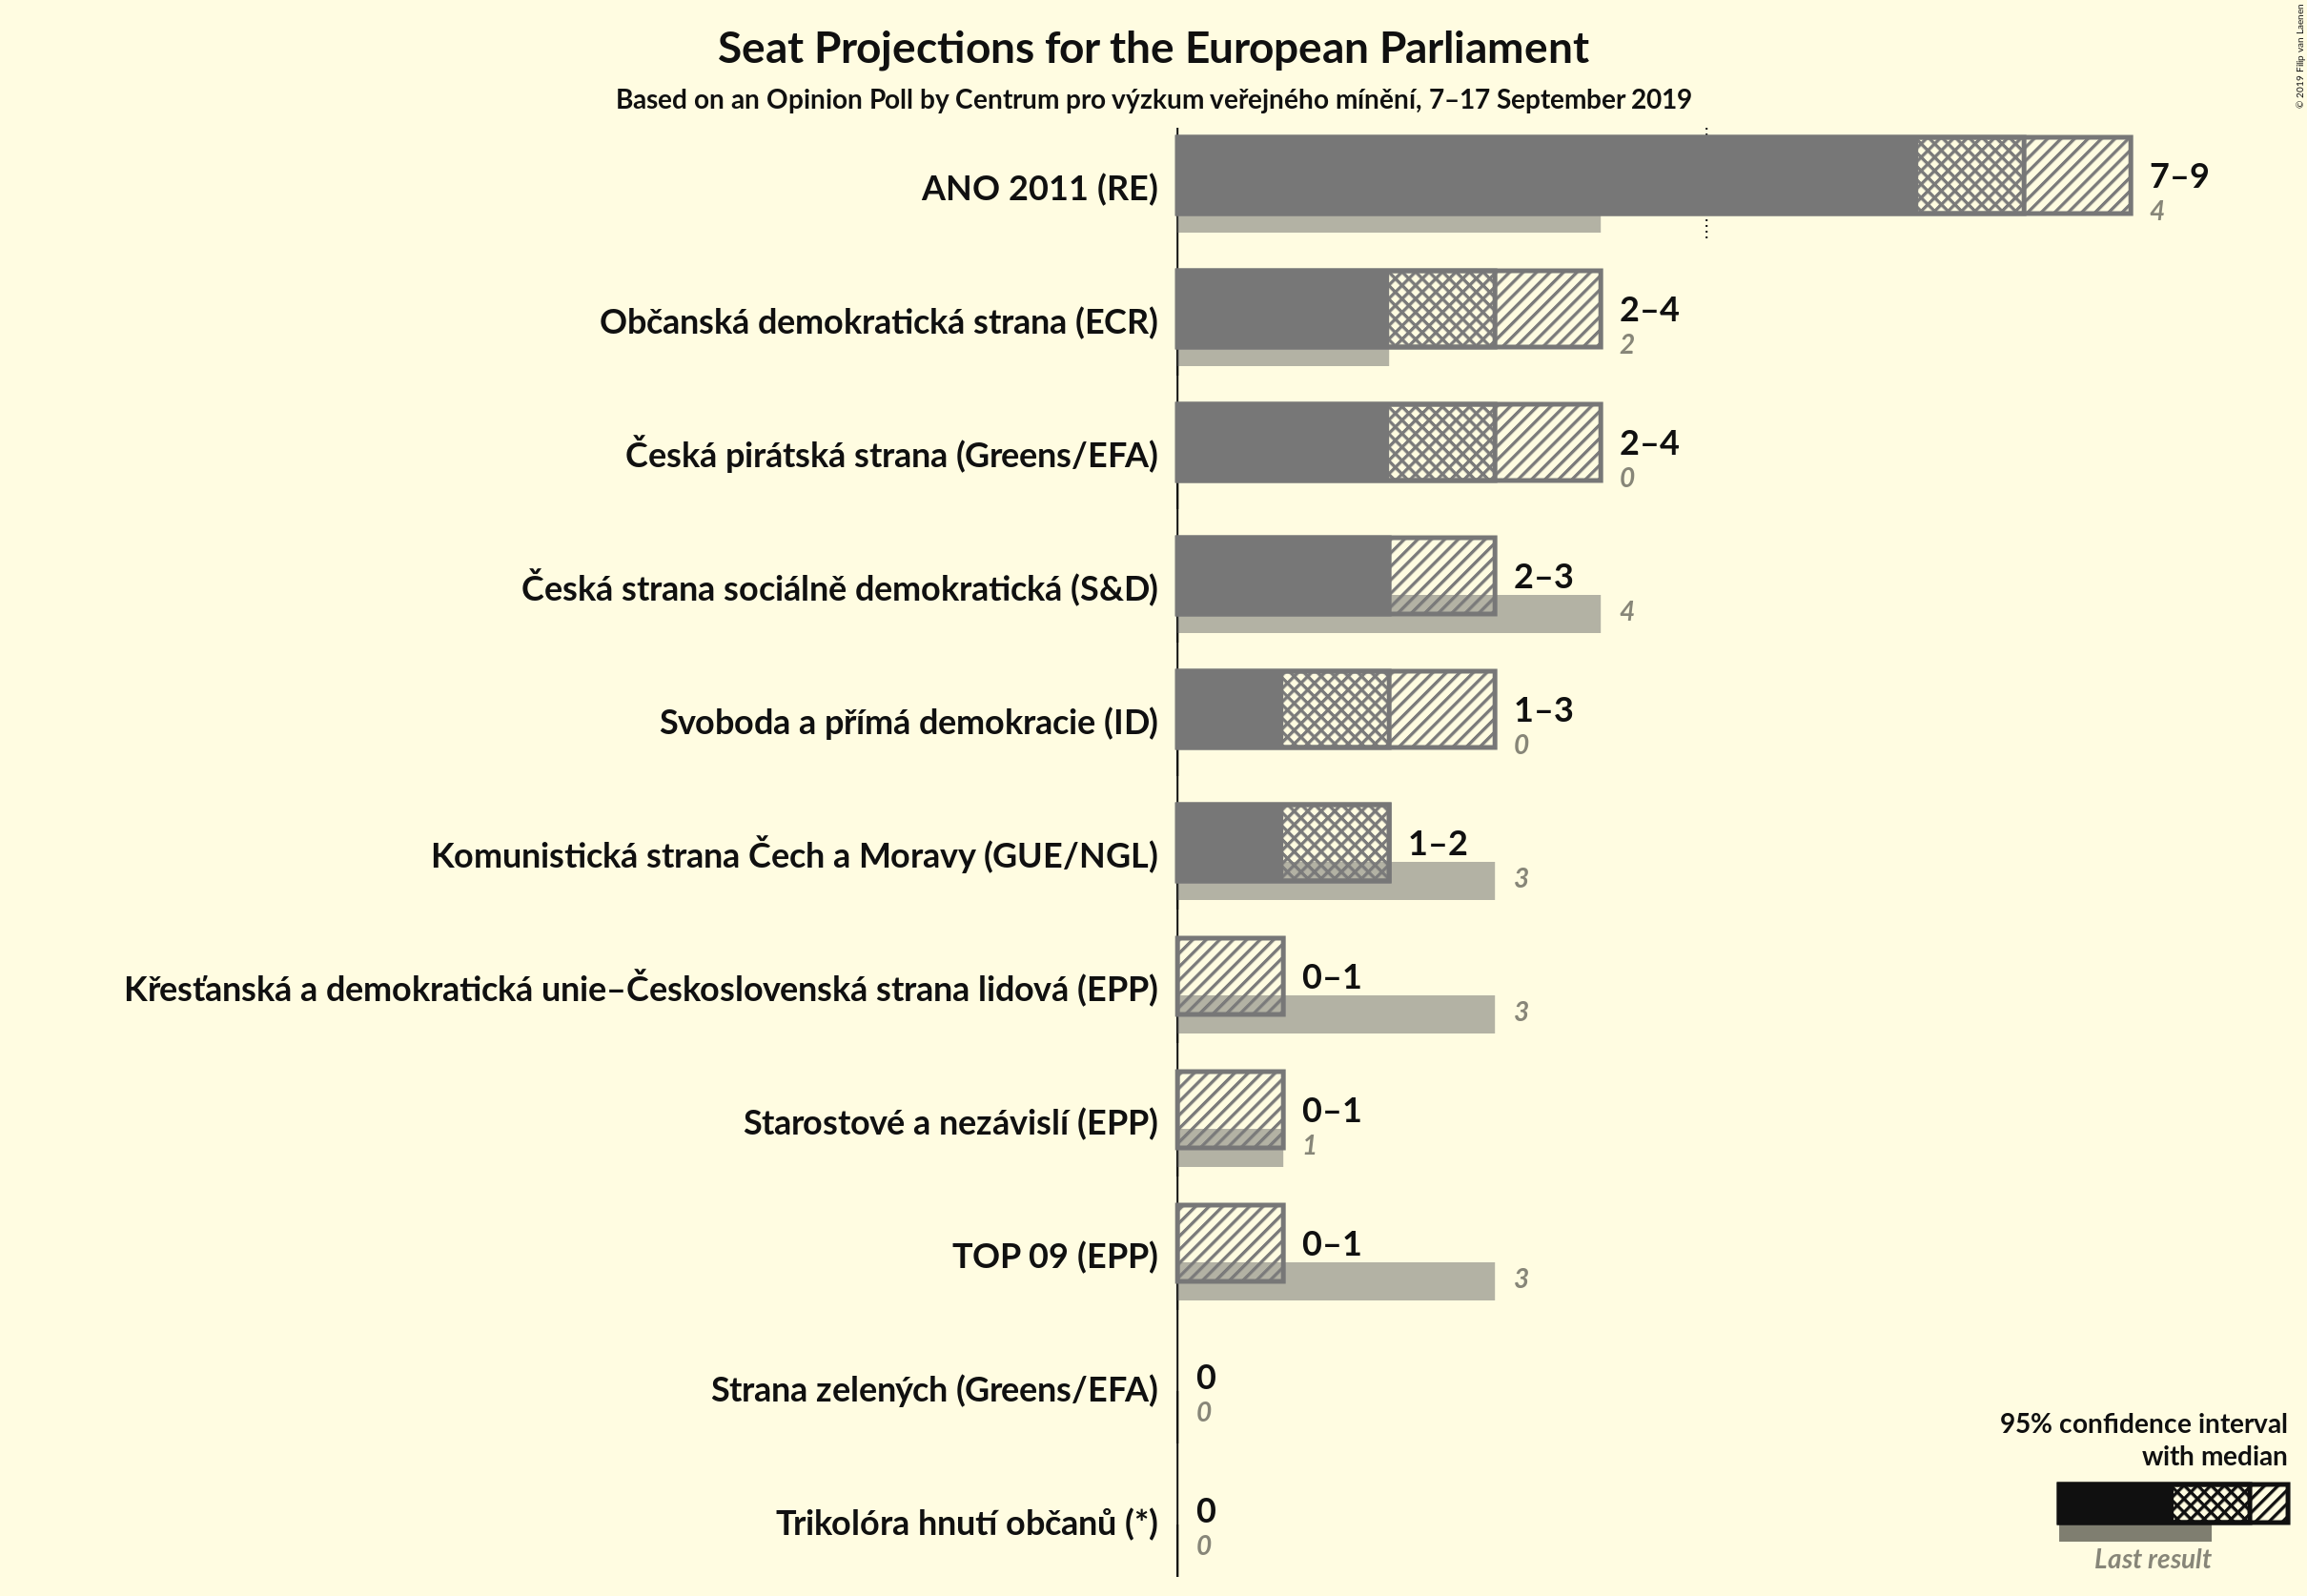 © 2019 Filip van Laenen
Seat Projections for the European Parliament
Based on an Opinion Poll by Centrum pro výzkum veřejného mínění, 7–17 September 2019
ANO 2011 (RE)
7–9
4
Občanská demokratická strana (ECR)
2–4
2
Česká pirátská strana (Greens/EFA)
2–4
0
Česká strana sociálně demokratická (S&D)
2–3
4
Svoboda a přímá demokracie (ID)
1–3
0
Komunistická strana Čech a Moravy (GUE/NGL)
1–2
3
Křesťanská a demokratická unie–Československá strana lidová (EPP)
0–1
3
Starostové a nezávislí (EPP)
0–1
1
TOP 09 (EPP)
0–1
3
Strana zelených (Greens/EFA)
0
0
Trikolóra hnutí občanů (*)
0
0
95% confidence interval
with median
Last result